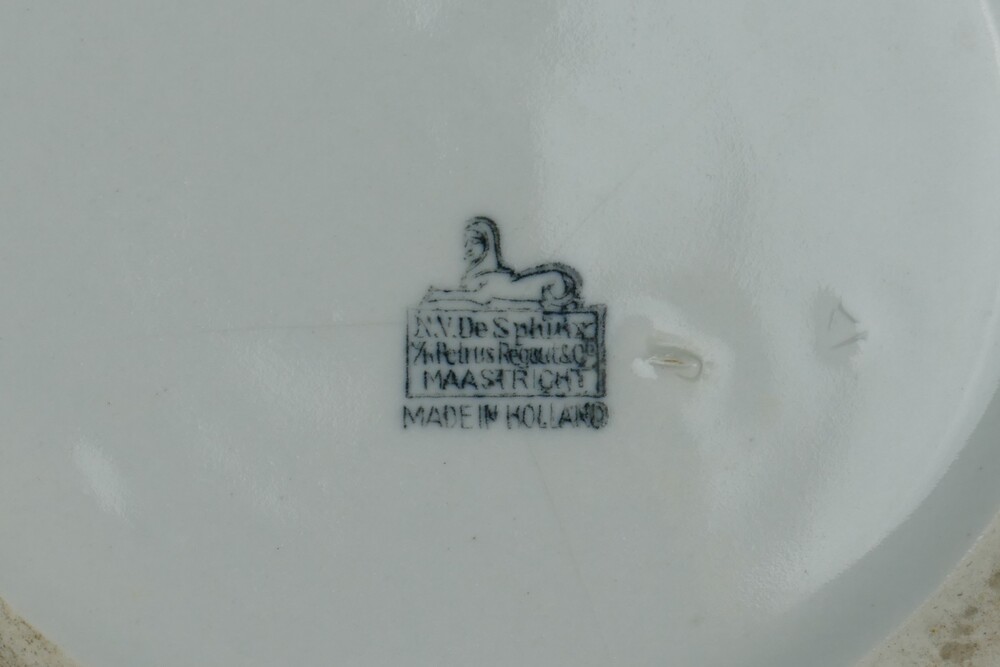 N.V. De Sphinx
v/h Petrus Regout & Co
MAASTRICHT
MADE IN HOLLAND